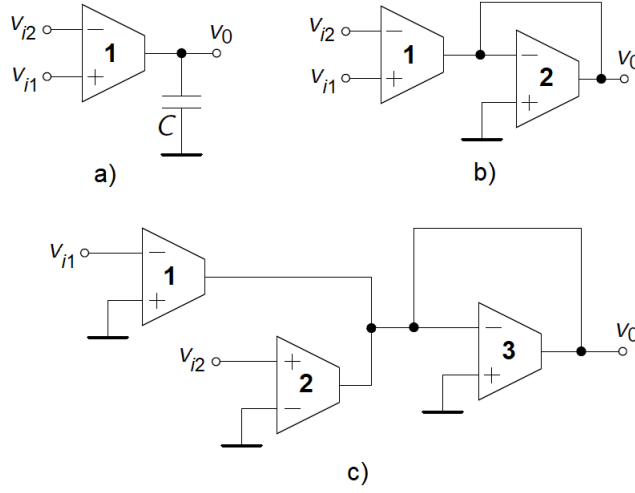 v_{i2} − 1 + v_{i1} v_0 C
a)
v_{i2} − 1 + v_{i1} − 2 + v_0
b)
v_{i1} − 1 +
v_{i2} + 2 −
− 3 + v_0
c)